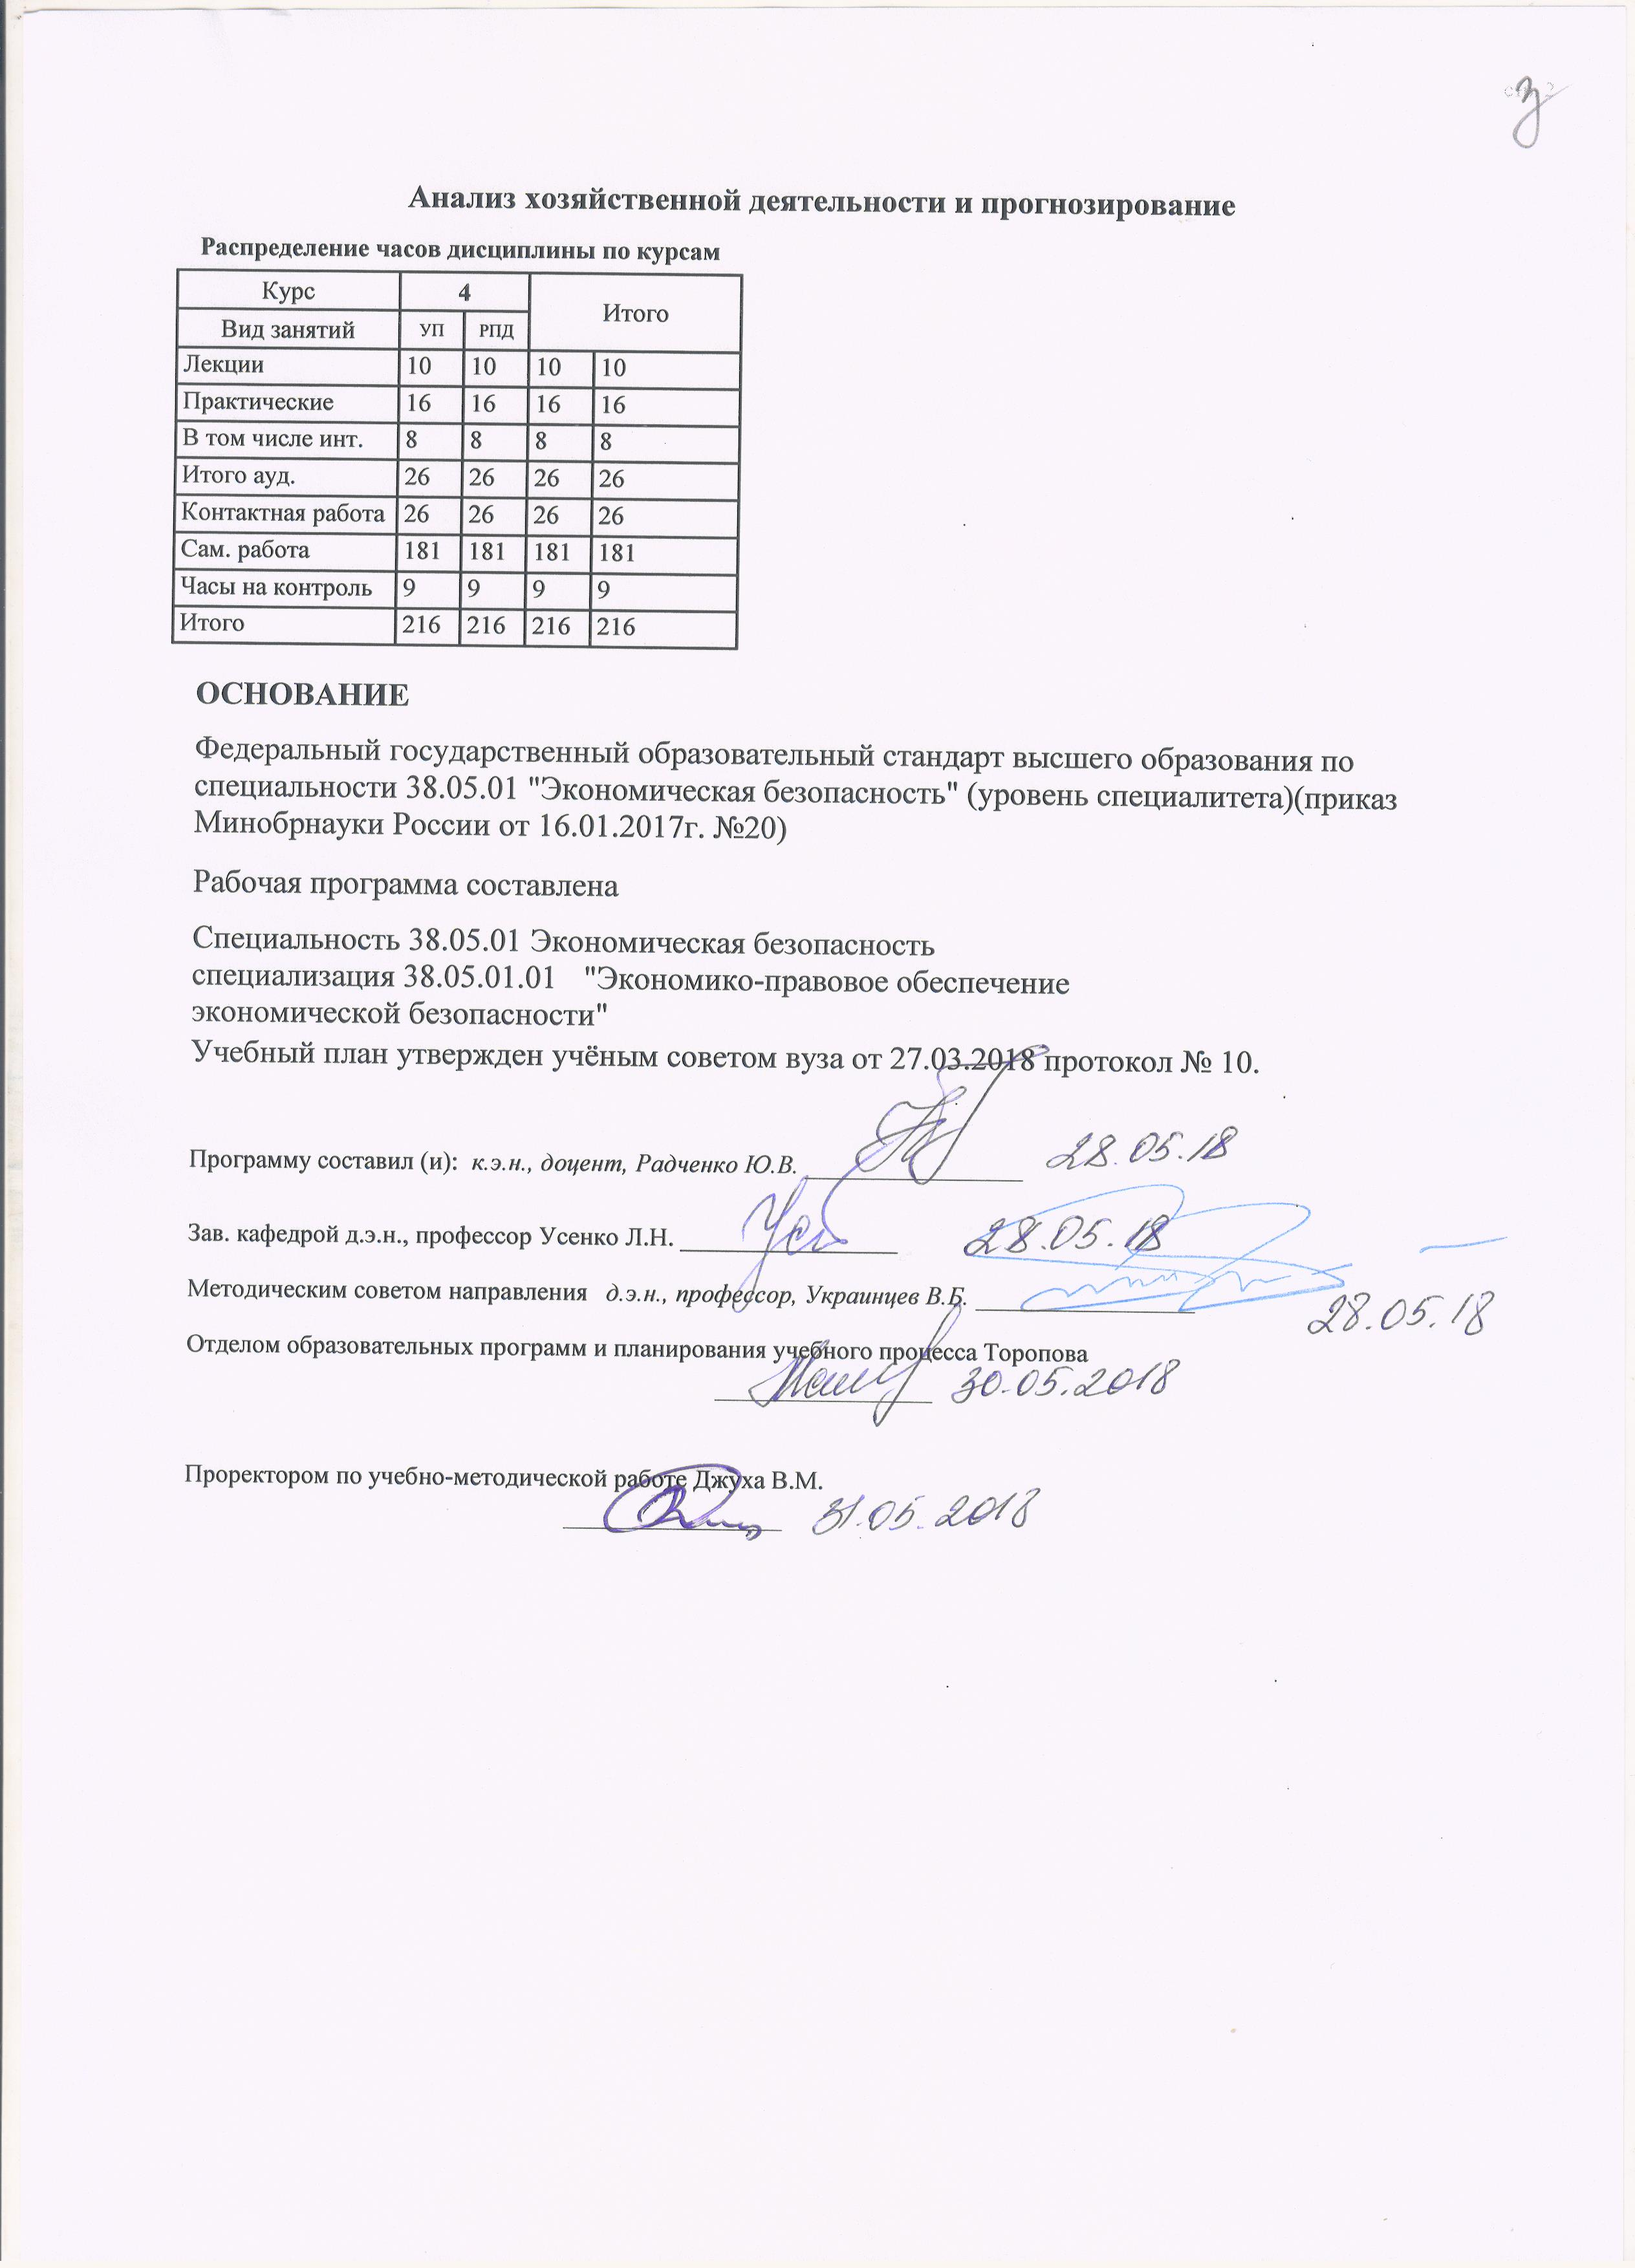 3
Анализ хозяйственной деятельности и прогнозирование
Распределение часов дисциплины по курсам
Курс 4 Итого
Вид занятий УП РПД
Лекции 10 10 10 10
Практические 16 16 16 16
В том числе инт. 8 8 8 8
Итого ауд. 26 26 26 26
Контактная работа 26 26 26 26
Сам. работа 181 181 181 181
Часы на контроль 9 9 9 9
Итого 216 216 216 216
ОСНОВАНИЕ
Федеральный государственный образовательный стандарт высшего образования по
специальности 38.05.01 "Экономическая безопасность" (уровень специалитета)(приказ
Минобрнауки России от 16.01.2017г. №20)
Рабочая программа составлена
Специальность 38.05.01 Экономическая безопасность
специализация 38.05.01.01 "Экономико-правовое обеспечение
экономической безопасности"
Учебный план утвержден учёным советом вуза от 27.03.2018 протокол № 10.
Программу составил (и): к.э.н., доцент, Радченко Ю.В. 28.05.18
Зав. кафедрой д.э.н., профессор Усенко Л.Н. 28.05.18
Методическим советом направления д.э.н., профессор, Украинцев В.Б.
28.05.18
Отделом образовательных программ и планирования учебного процесса Торопова
30.05.2018
Проректором по учебно-методической работе Джуха В.М.
31.05.2018